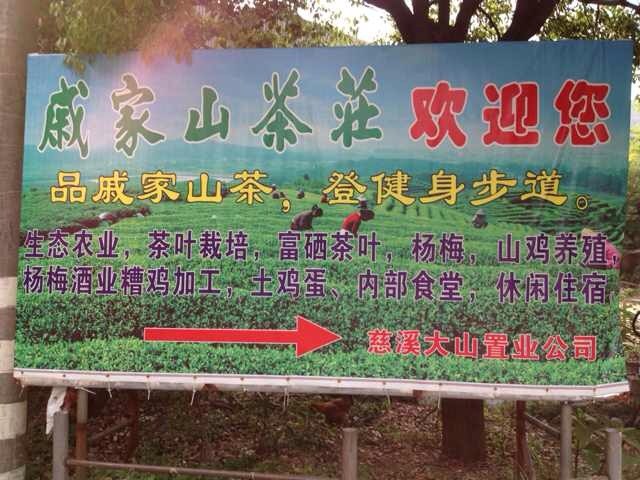 戚家山茶莊欢迎您
品戚家山茶，登健身步道。
生态农业，茶叶栽培，富硒茶叶，杨梅，山鸡养殖，
杨梅酒业糟鸡加工，土鸡蛋、内部食堂，休闲住宿
慈溪大山置业公司